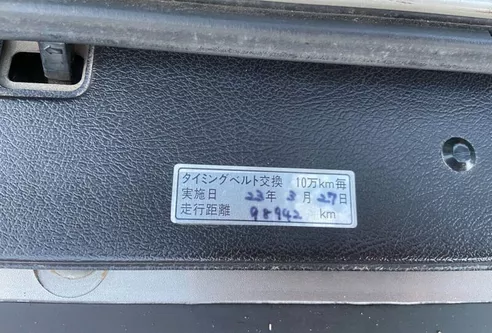 タイミングベルト交換 10万km毎
実施日 23年 3月 27日
走行距離 98942 km